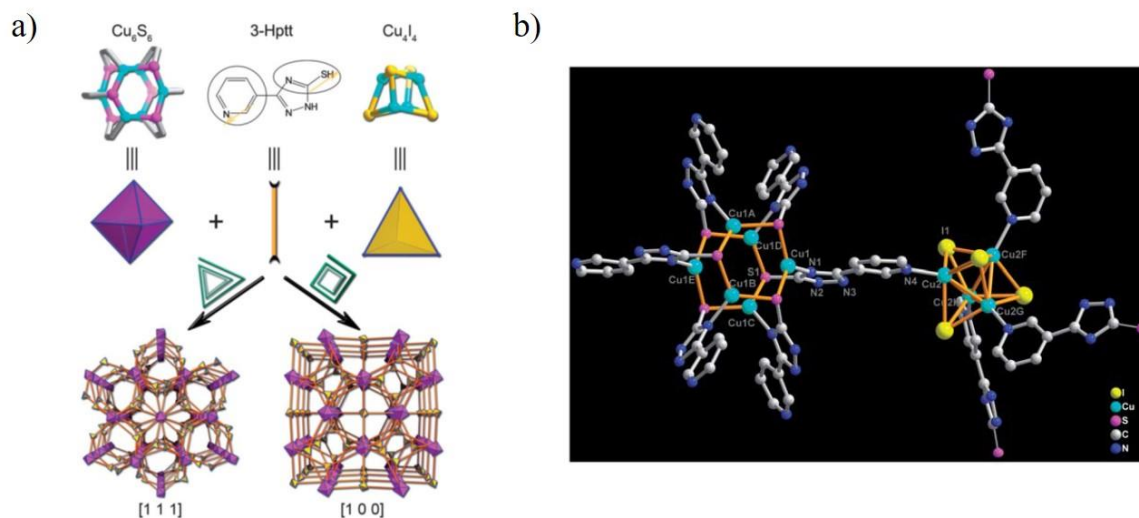 a)
b)
Cu6S6
3-Hptt
Cu4I4
N
N
SH
N
NH
+
+
[1 1 1]
[1 0 0]
Cu1A
Cu1D
Cu1
Cu1E
S1
N1
Cu1B
N2
N3
Cu1C
N4
I1
Cu2F
Cu2
Cu2G
I
Cu
S
C
N